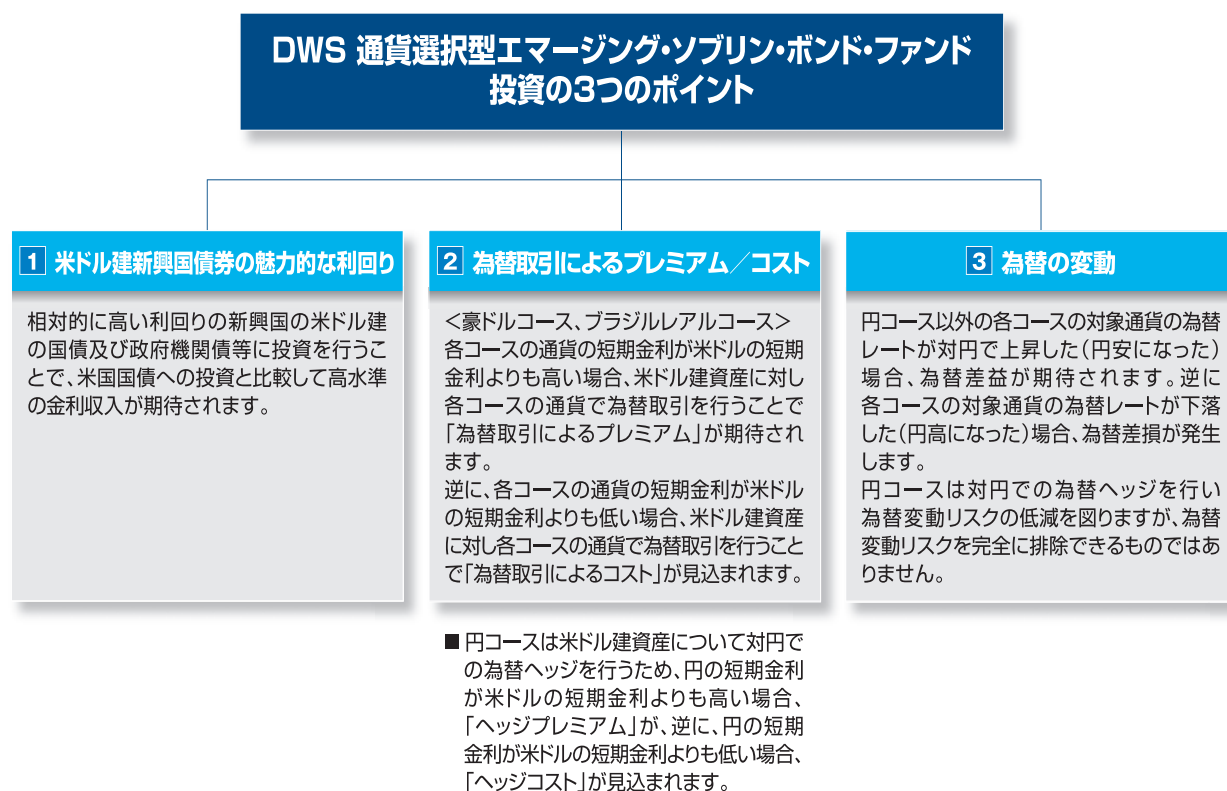 DWS 通貨選択型エマージング・ソブリン・ボンド・ファンド
投資の3つのポイント
1 米ドル建新興国債券の魅力的な利回り
相対的に高い利回りの新興国の米ドル建
の国債及び政府機関債等に投資を行うこ
とで、米国国債への投資と比較して高水準
の金利収入が期待されます。
2 為替取引によるプレミアム／コスト
＜豪ドルコース、ブラジルレアルコース＞
各コースの通貨の短期金利が米ドルの短期
金利よりも高い場合、米ドル建資産に対し
各コースの通貨で為替取引を行うことで
「為替取引によるプレミアム」が期待され
ます。
逆に、各コースの通貨の短期金利が米ドル
の短期金利よりも低い場合、米ドル建資産
に対し各コースの通貨で為替取引を行うこと
で「為替取引によるコスト」が見込まれます。
■ 円コースは米ドル建資産について対円で
の為替ヘッジを行うため、円の短期金利
が米ドルの短期金利よりも高い場合、
「ヘッジプレミアム」が、逆に、円の短期
金利が米ドルの短期金利よりも低い場合、
「ヘッジコスト」が見込まれます。
3 為替の変動
円コース以外の各コースの対象通貨の為替
レートが対円で上昇した（円安になった）
場合、為替差益が期待されます。逆に
各コースの対象通貨の為替レートが下落
した（円高になった）場合、為替差損が発生
します。
円コースは対円での為替ヘッジを行い
為替変動リスクの低減を図りますが、為替
変動リスクを完全に排除できるものではあ
りません。